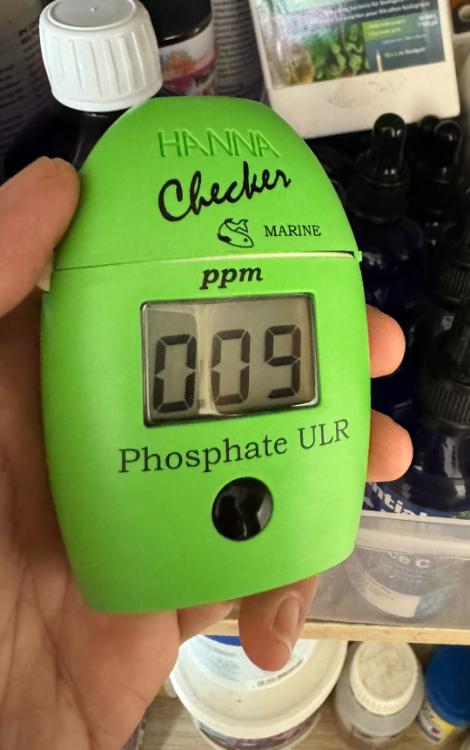 HANNA
Checker
MARINE
ppm
009
Phosphate ULR